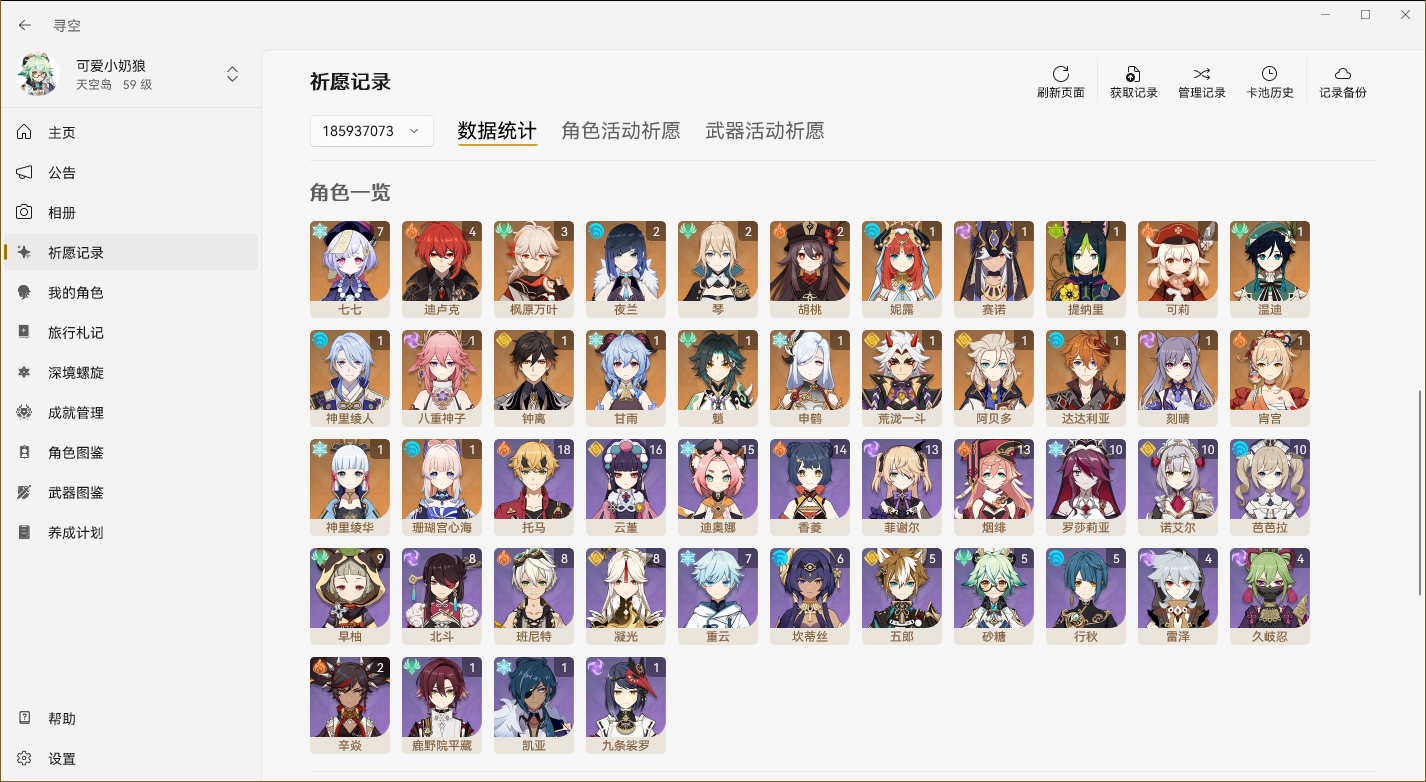 寻空
可爱小奶狼
天空岛 59 级
主页
公告
相册
祈愿记录
我的角色
旅行札记
深境螺旋
成就管理
角色图鉴
武器图鉴
养成计划
帮助
设置
祈愿记录
刷新页面 获取记录 管理记录 卡池历史 记录备份
185937073 数据统计 角色活动祈愿 武器活动祈愿
角色一览
7 4 3 2 2 2 1 1 1 1 1
七七 迪卢克 枫原万叶 夜兰 琴 胡桃 妮露 赛诺 提纳里 可莉 温迪
1 1 1 1 1 1 1 1 1 1 1
神里绫人 八重神子 钟离 甘雨 魈 申鹤 荒泷一斗 阿贝多 达达利亚 刻晴 宵宫
1 1 18 16 15 14 13 13 10 10 10
神里绫华 珊瑚宫心海 托马 云堇 迪奥娜 香菱 菲谢尔 烟绯 罗莎莉亚 诺艾尔 芭芭拉
9 8 8 8 7 6 5 5 5 4 4
早柚 北斗 班尼特 凝光 重云 坎蒂丝 五郎 砂糖 行秋 雷泽 久岐忍
2 1 1 1
辛焱 鹿野院平藏 凯亚 九条裟罗